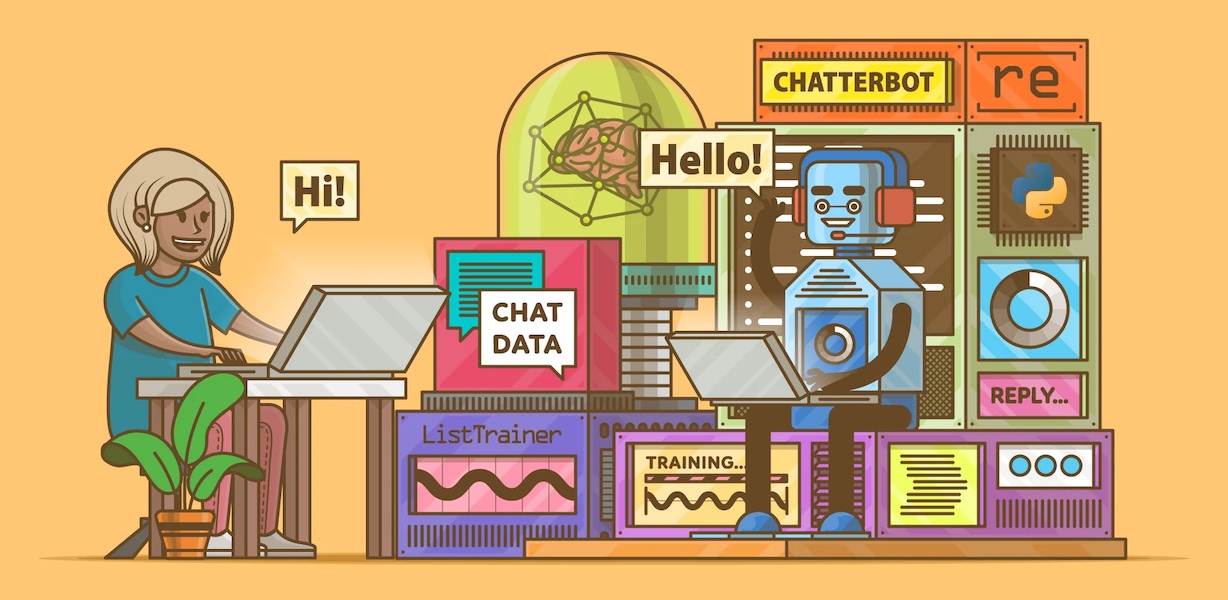 CHATTERBOT
re
Hi!
Hello!
CHAT
DATA
REPLY...
ListTrainer
TRAINING...